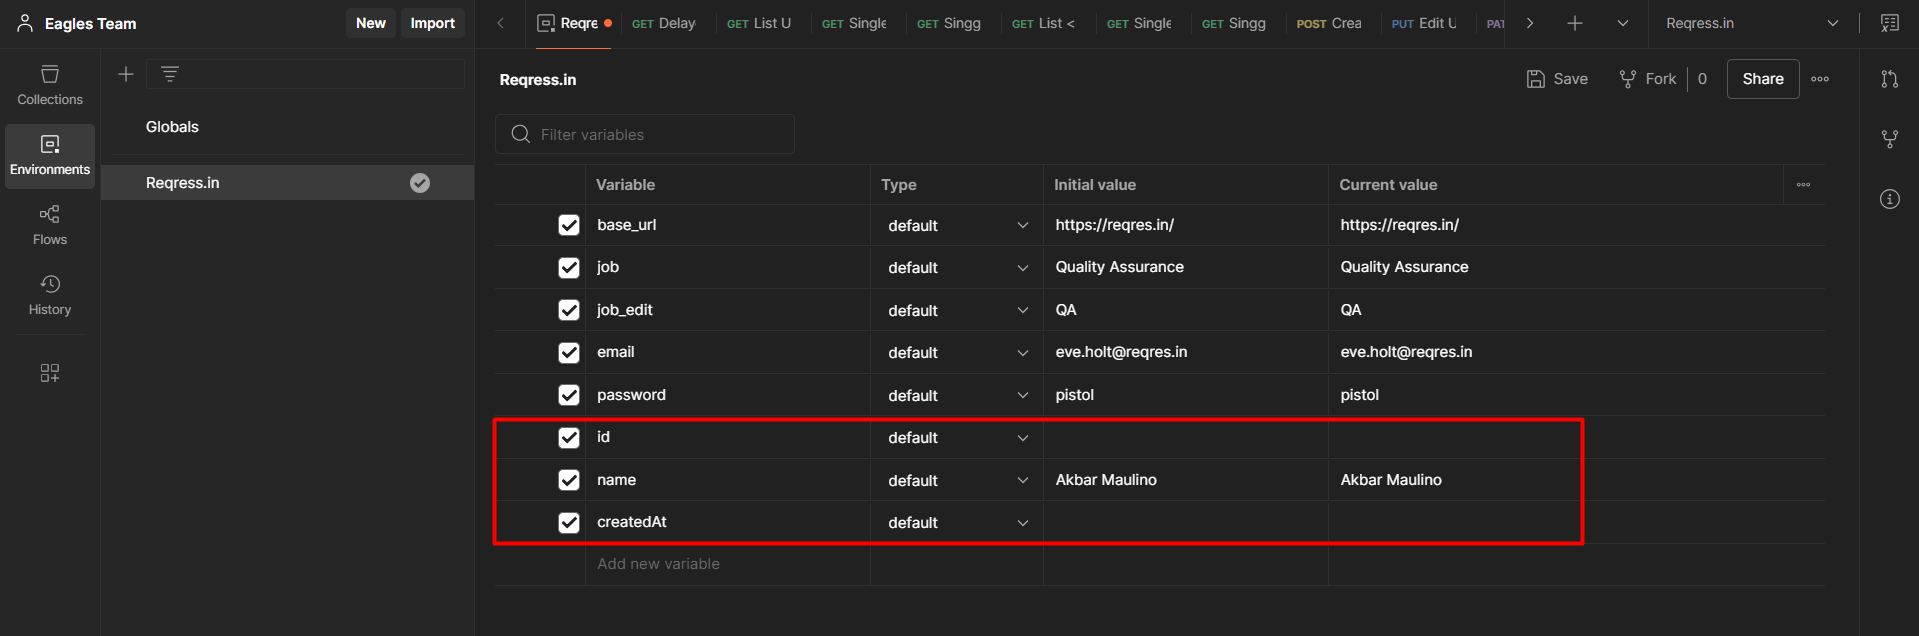 Eagles Team
New
Import
Reqre
GET Delay
GET List U
GET Single
GET Singg
GET List <
GET Single
GET Singg
POST Crea
PUT Edit U
PAT
Reqress.in
Collections
Environments
Flows
History
Globals
Reqress.in
Reqress.in
Save
Fork
0
Share
Filter variables
Variable Type Initial value Current value
base_url default https://reqres.in/ https://reqres.in/
job default Quality Assurance Quality Assurance
job_edit default QA QA
email default eve.holt@reqres.in eve.holt@reqres.in
password default pistol pistol
id default
name default Akbar Maulino Akbar Maulino
createdAt default
Add new variable